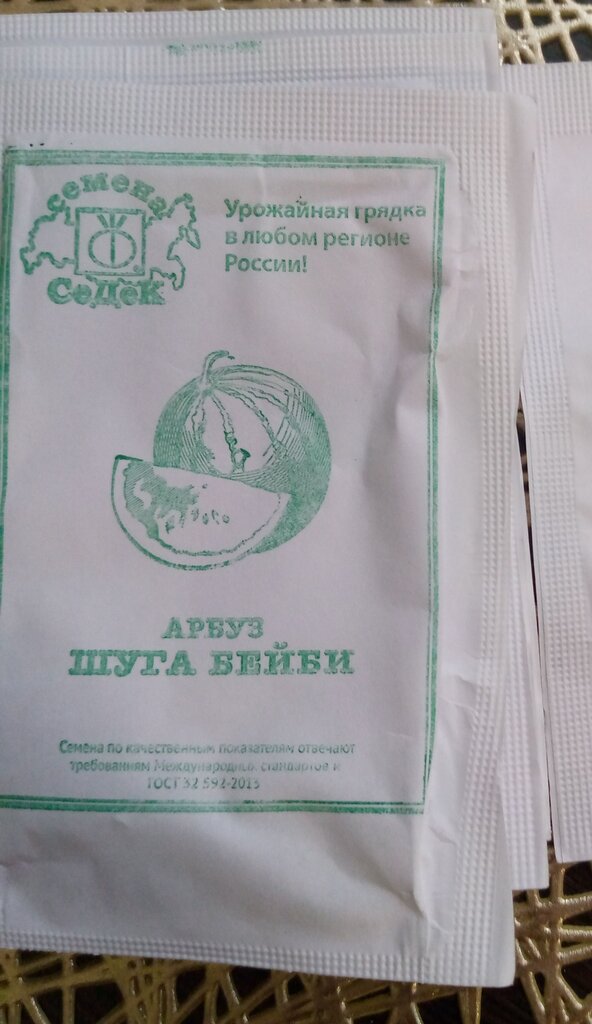 семена
СеДеК
Урожайная грядка
в любом регионе
России!
АРБУЗ
ШУГА БЕЙБИ
Семена по качественным показателям отвечают
требованиям Международных стандартов и
ГОСТ 32 592-2013